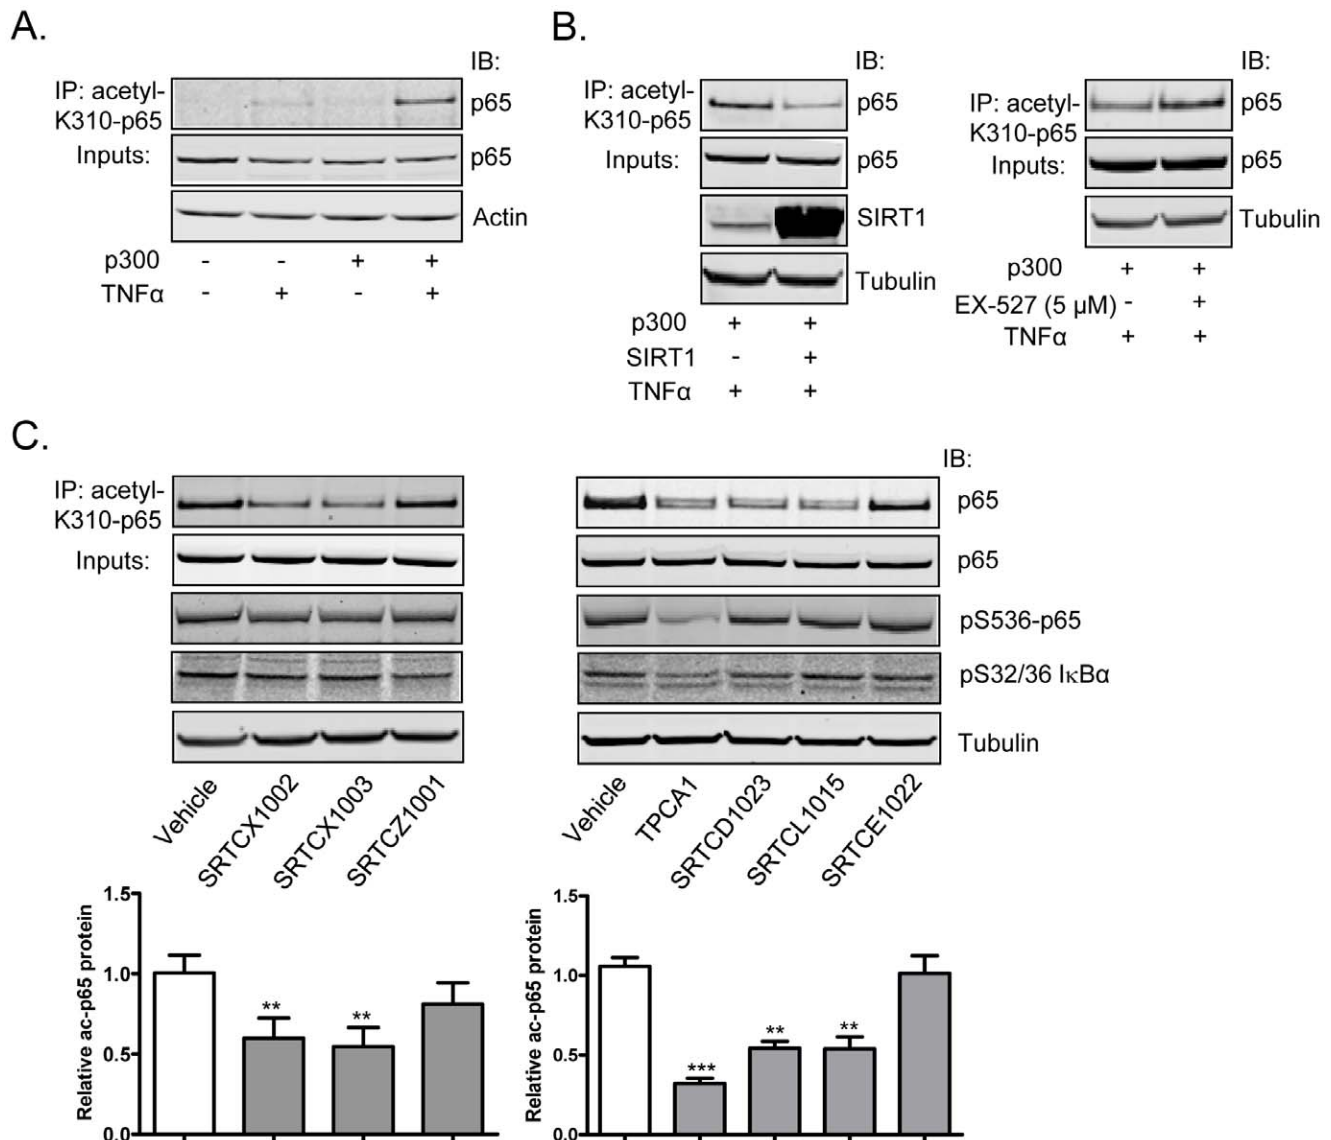 A.
IB:
IP: acetyl-
K310-p65
p65
Inputs:
p65
Actin
p300 - - + +
TNFα - + - +
B.
IB:
IP: acetyl-
K310-p65
p65
Inputs:
p65
SIRT1
Tubulin
p300 + +
SIRT1 - +
TNFα + +
IB:
IP: acetyl-
K310-p65
p65
Inputs:
p65
Tubulin
p300 + +
EX-527 (5 μM) - +
TNFα + +
C.
IP: acetyl-
K310-p65
Inputs:
IB:
p65
p65
pS536-p65
pS32/36 IκBα
Tubulin
Vehicle
SRTCX1002
SRTCX1003
SRTCZ1001
Vehicle
TPCA1
SRTCD1023
SRTCL1015
SRTCE1022
Relative ac-p65 protein
1.5
1.0
0.5
0.0
** **
Relative ac-p65 protein
1.5
1.0
0.5
0.0
*** ** **